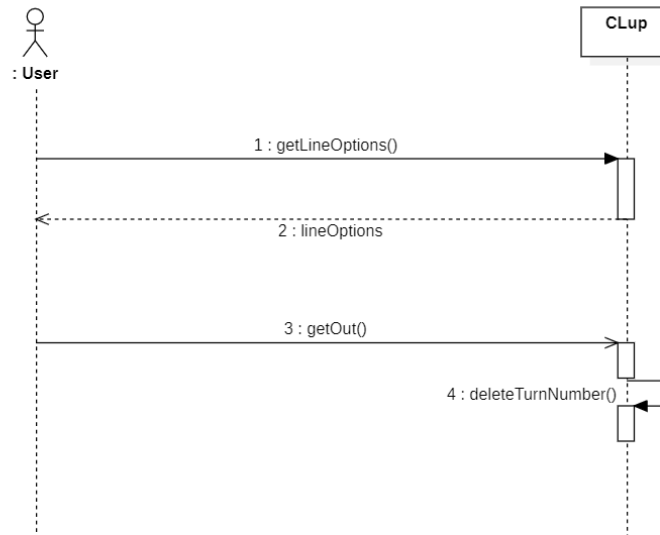 CLup
: User
1 : getLineOptions()
2 : lineOptions
3 : getOut()
4 : deleteTurnNumber()